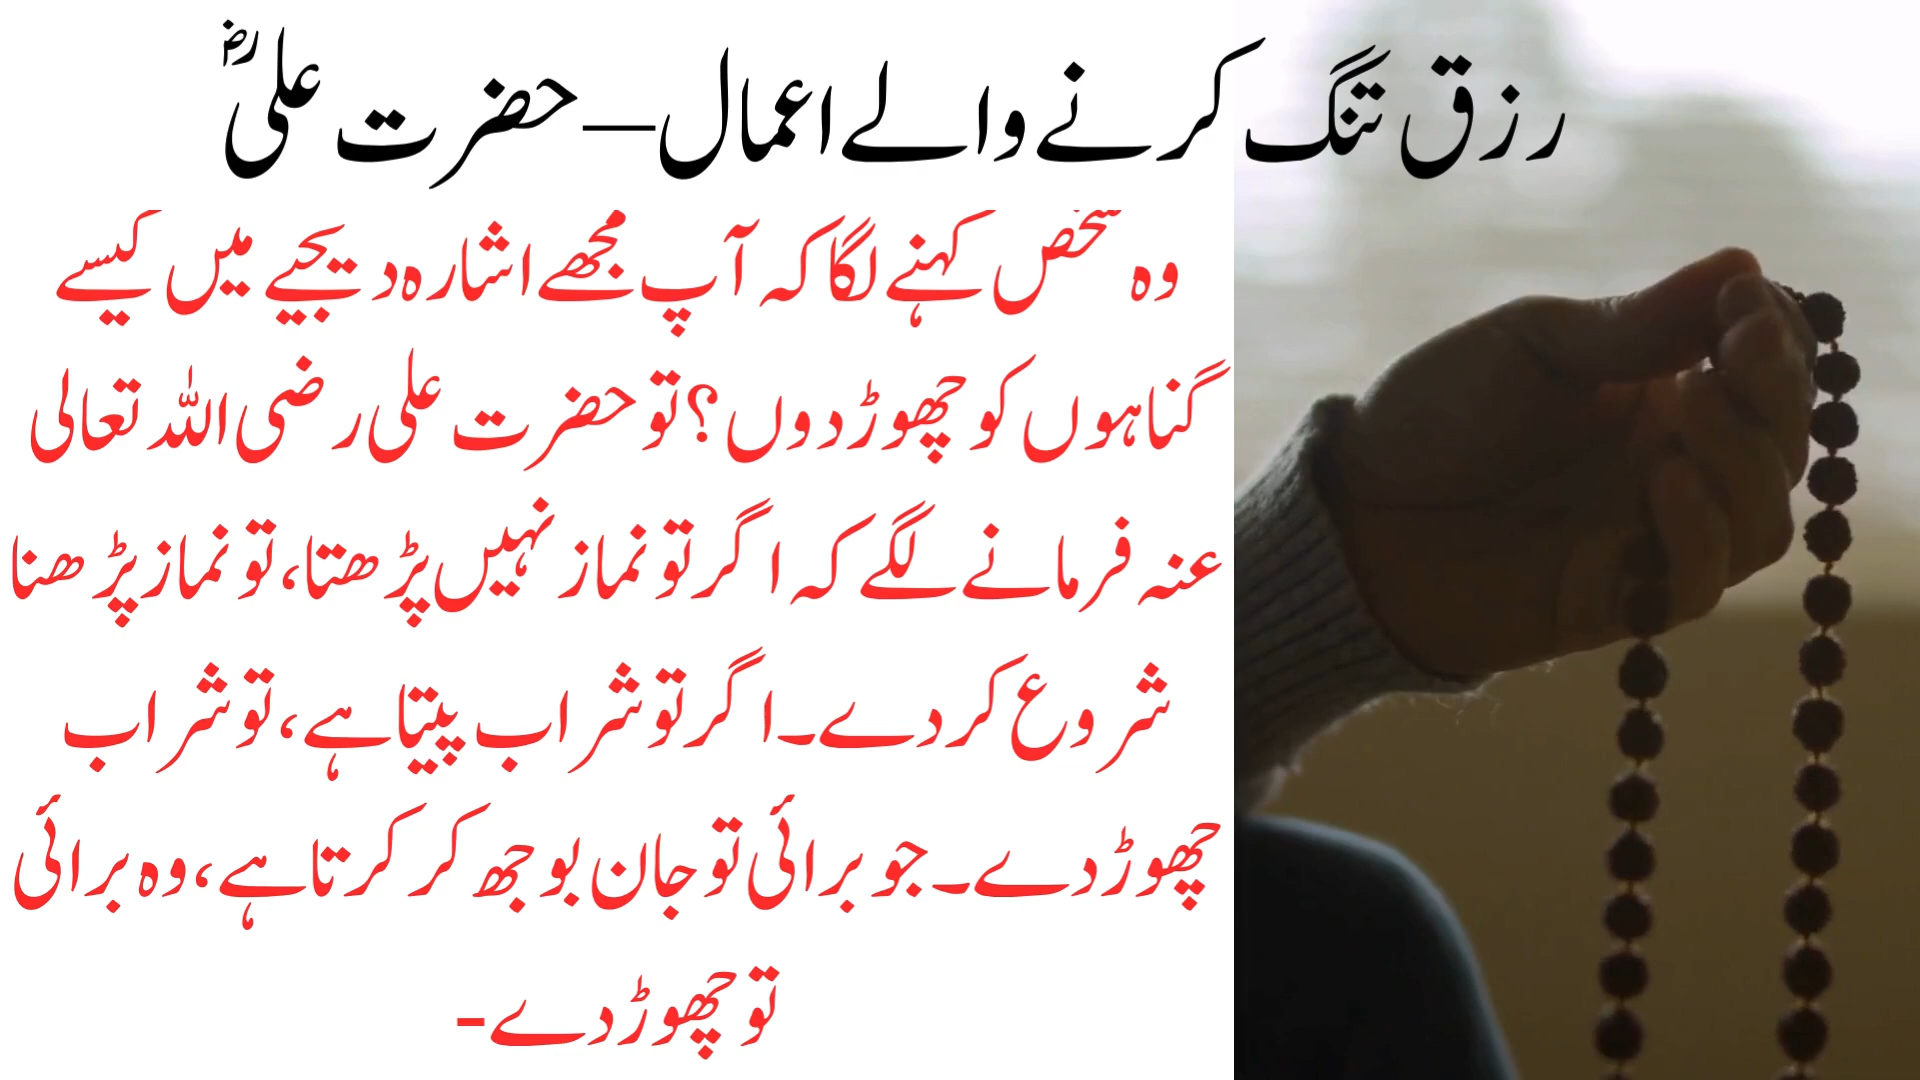 رزق تنگ کرنے والے اعمال – حضرت علیؓ
وہ شخص کہنے لگا کہ آپ مجھے اشارہ دیجیے میں کیسے
گناہوں کو چھوڑ دوں؟ تو حضرت علی رضی اللہ تعالی
عنہ فرمانے لگے کہ اگر تو نماز نہیں پڑھتا، تو نماز پڑھنا
شروع کر دے۔ اگر تو شراب پیتا ہے، تو شراب
چھوڑ دے۔ جو برائی تو جان بوجھ کر کرتا ہے، وہ برائی
تو چھوڑ دے-